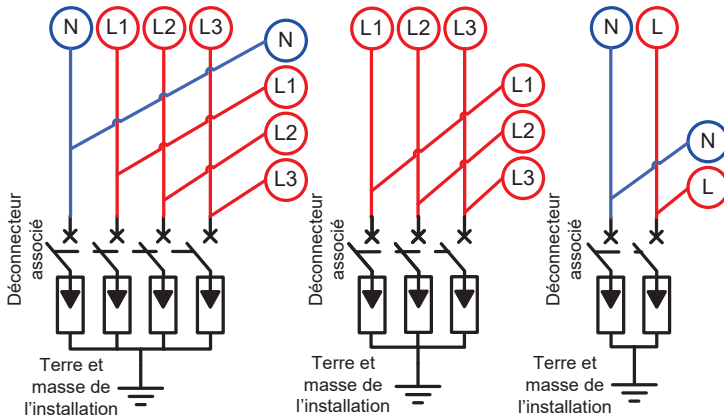 N L1 L2 L3
N
L1
L2
L3
Déconnecteur
associé
Terre et
masse de
l'installation
L1 L2 L3
L1
L2
L3
Déconnecteur
associé
Terre et
masse de
l'installation
N L
N
L
Déconnecteur
associé
Terre et
masse de
l'installation